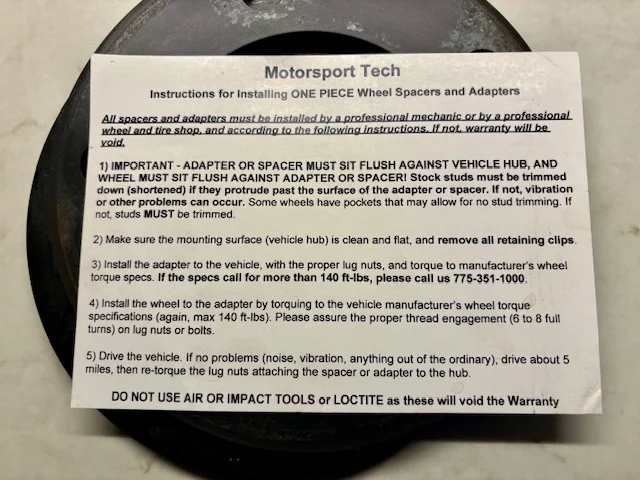 Motorsport Tech
Instructions for Installing ONE PIECE Wheel Spacers and Adapters
All spacers and adapters must be installed by a professional mechanic or by a professional
wheel and tire shop, and according to the following instructions. If not, warranty will be
void.
1) IMPORTANT - ADAPTER OR SPACER MUST SIT FLUSH AGAINST VEHICLE HUB, AND
WHEEL MUST SIT FLUSH AGAINST ADAPTER OR SPACER! Stock studs must be trimmed
down (shortened) if they protrude past the surface of the adapter or spacer. If not, vibration
or other problems can occur. Some wheels have pockets that may allow for no stud trimming. If
not, studs MUST be trimmed.
2) Make sure the mounting surface (vehicle hub) is clean and flat, and remove all retaining clips.
3) Install the adapter to the vehicle, with the proper lug nuts, and torque to manufacturer's wheel
torque specs. If the specs call for more than 140 ft-lbs, please call us 775-351-1000.
4) Install the wheel to the adapter by torquing to the vehicle manufacturer's wheel torque
specifications (again, max 140 ft-lbs). Please assure the proper thread engagement (6 to 8 full
turns) on lug nuts or bolts.
5) Drive the vehicle. If no problems (noise, vibration, anything out of the ordinary), drive about 5
miles, then re-torque the lug nuts attaching the spacer or adapter to the hub.
DO NOT USE AIR OR IMPACT TOOLS or LOCTITE as these will void the Warranty